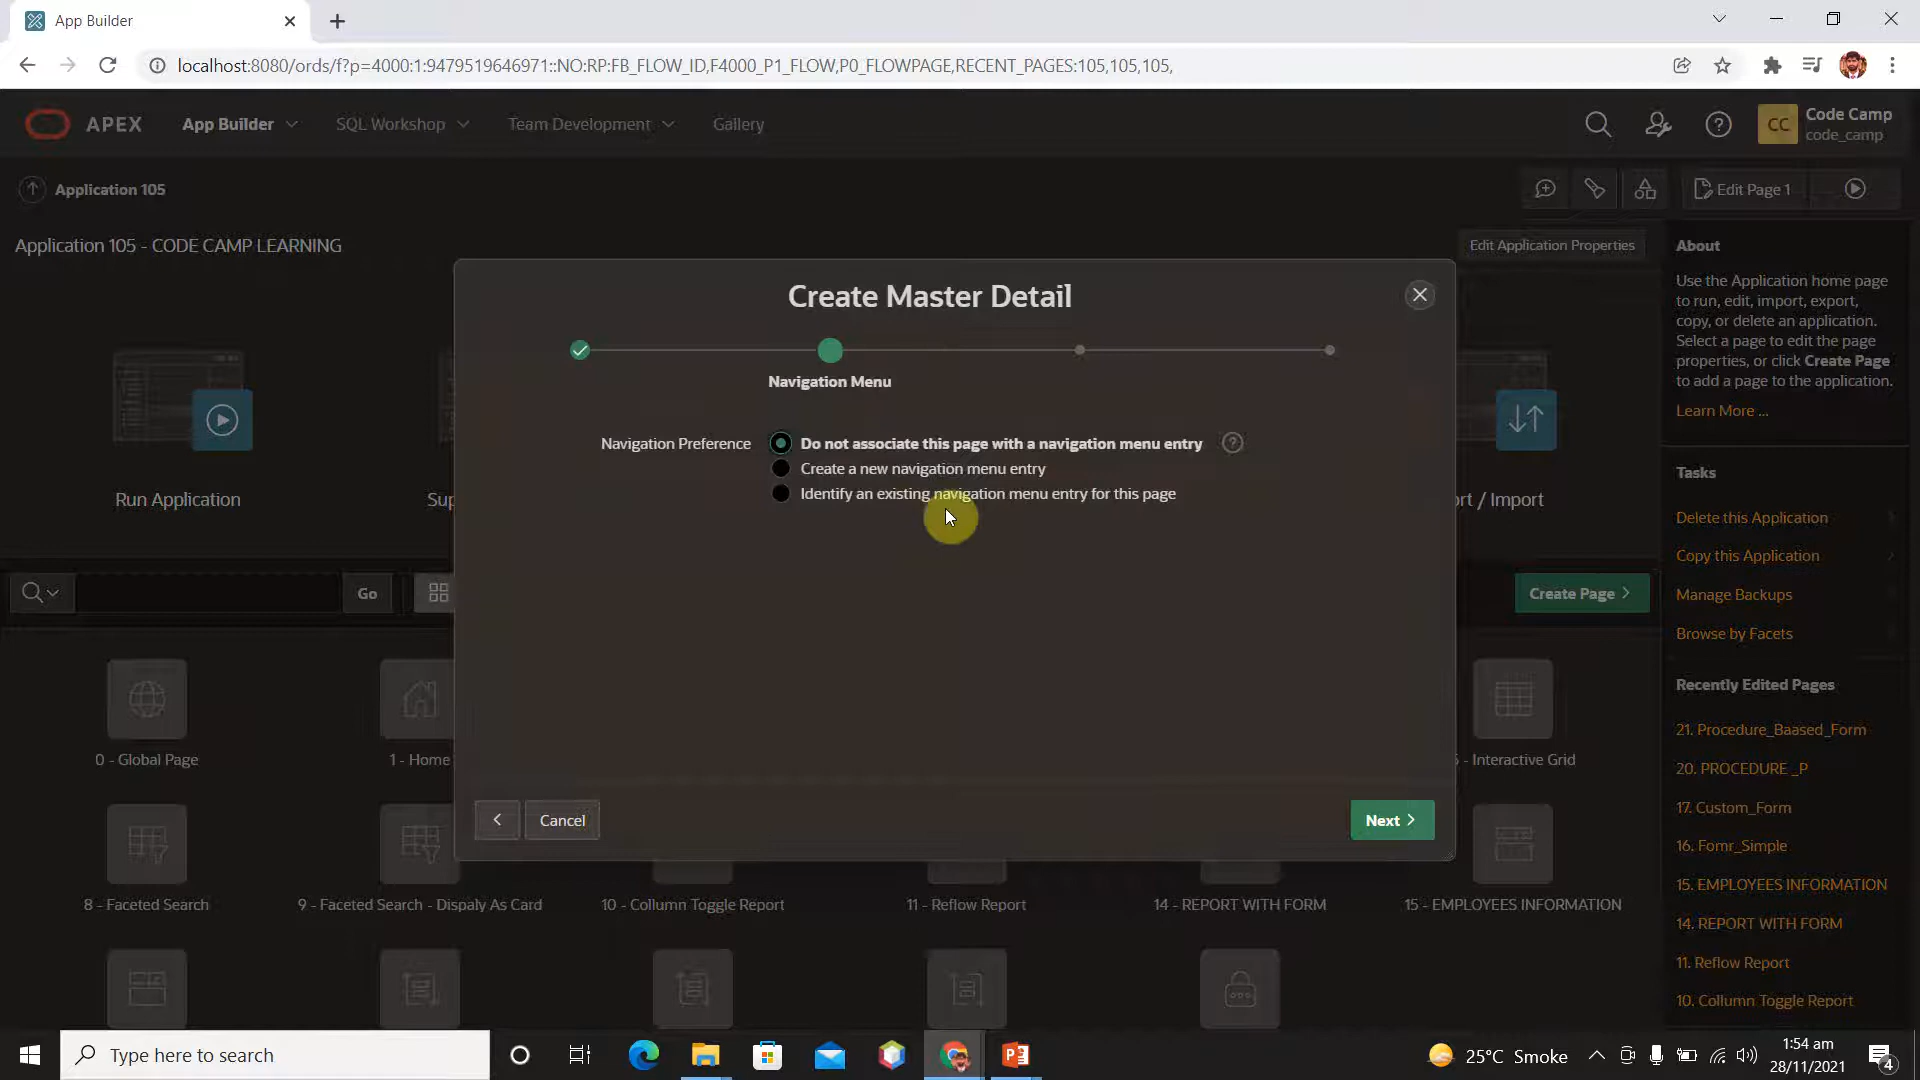 App Builder
localhost:8080/ords/f?p=4000:1:9479519646971::NO:RP:FB_FLOW_ID,F4000_P1_FLOW,P0_FLOWPAGE,RECENT_PAGES:105,105,105,
APEX
App Builder
SQL Workshop
Team Development
Gallery
CC
Code Camp
code_camp
Application 105
Edit Page 1
Application 105 - CODE CAMP LEARNING
Edit Application Properties
About
Use the Application home page
to run, edit, import, export,
copy, or delete an application.
Select a page to edit the page
properties, or click Create Page
to add a page to the application.
Learn More ...
Create Master Detail
Navigation Menu
Navigation Preference
Do not associate this page with a navigation menu entry
Create a new navigation menu entry
Identify an existing navigation menu entry for this page
Cancel
Next
Run Application
Sup
ort / Import
Tasks
Delete this Application
Copy this Application
Manage Backups
Browse by Facets
Go
Create Page
Recently Edited Pages
21. Procedure_Baased_Form
20. PROCEDURE _P
17. Custom_Form
16. Fomr_Simple
15. EMPLOYEES INFORMATION
14. REPORT WITH FORM
11. Reflow Report
10. Collumn Toggle Report
0 - Global Page
1 - Home
- Interactive Grid
8 - Faceted Search
9 - Faceted Search - Dispaly As Card
10 - Collumn Toggle Report
11 - Reflow Report
14 - REPORT WITH FORM
15 - EMPLOYEES INFORMATION
Type here to search
25°C Smoke
1:54 am
28/11/2021
4